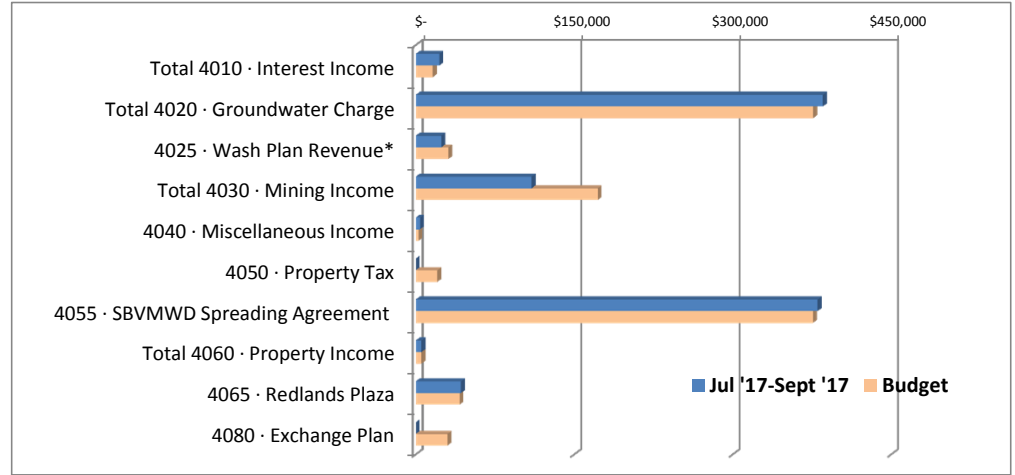 $- $150,000 $300,000 $450,000
Total 4010 · Interest Income
Total 4020 · Groundwater Charge
4025 · Wash Plan Revenue*
Total 4030 · Mining Income
4040 · Miscellaneous Income
4050 · Property Tax
4055 · SBVMWD Spreading Agreement
Total 4060 · Property Income
4065 · Redlands Plaza
4080 · Exchange Plan
Jul '17-Sept '17 Budget